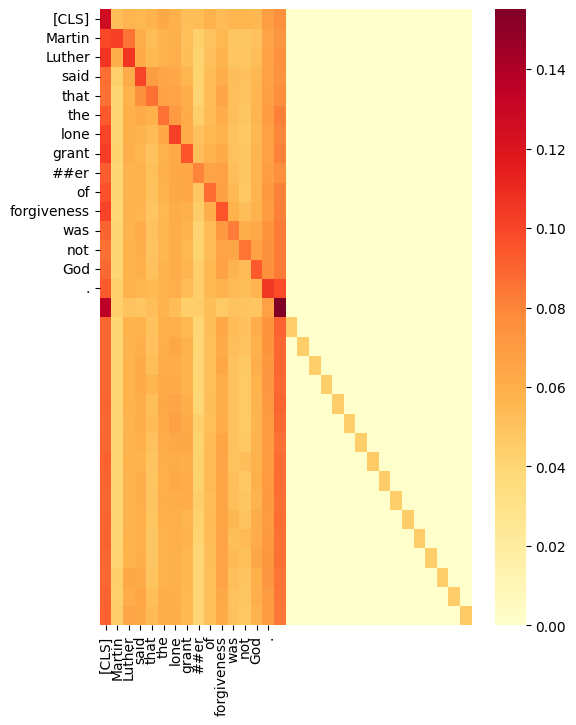 [CLS]
Martin
Luther
said
that
the
lone
grant
##er
of
forgiveness
was
not
God
.
0.14
0.12
0.10
0.08
0.06
0.04
0.02
0.00
[CLS]
Martin
Luther
said
that
the
lone
grant
##er
of
forgiveness
was
not
God
.